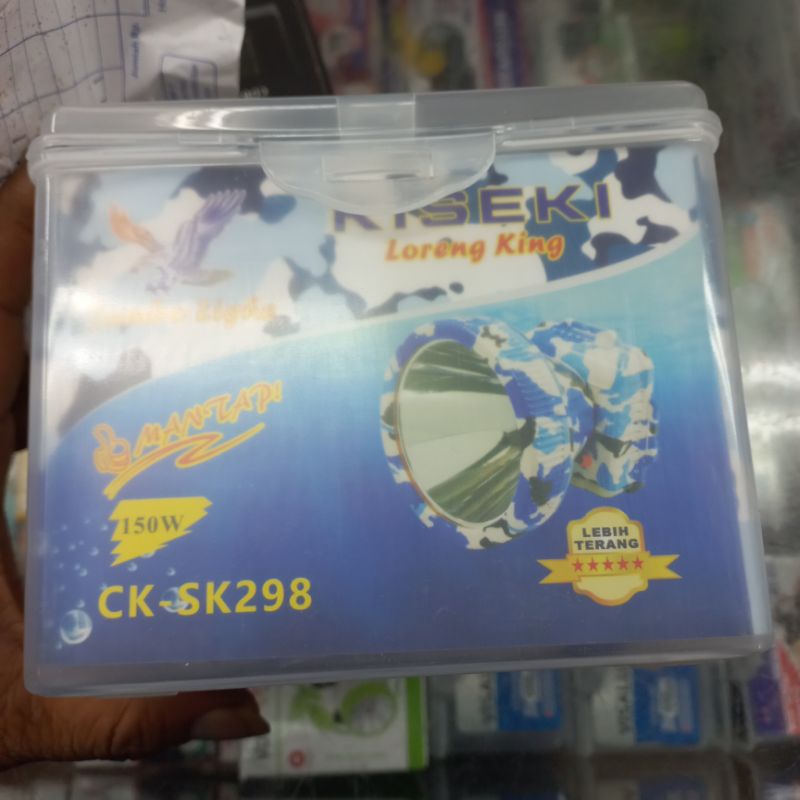 KISEKI
Loreng King
MANTAP!
150W
LEBIH
TERANG
CK-SK298